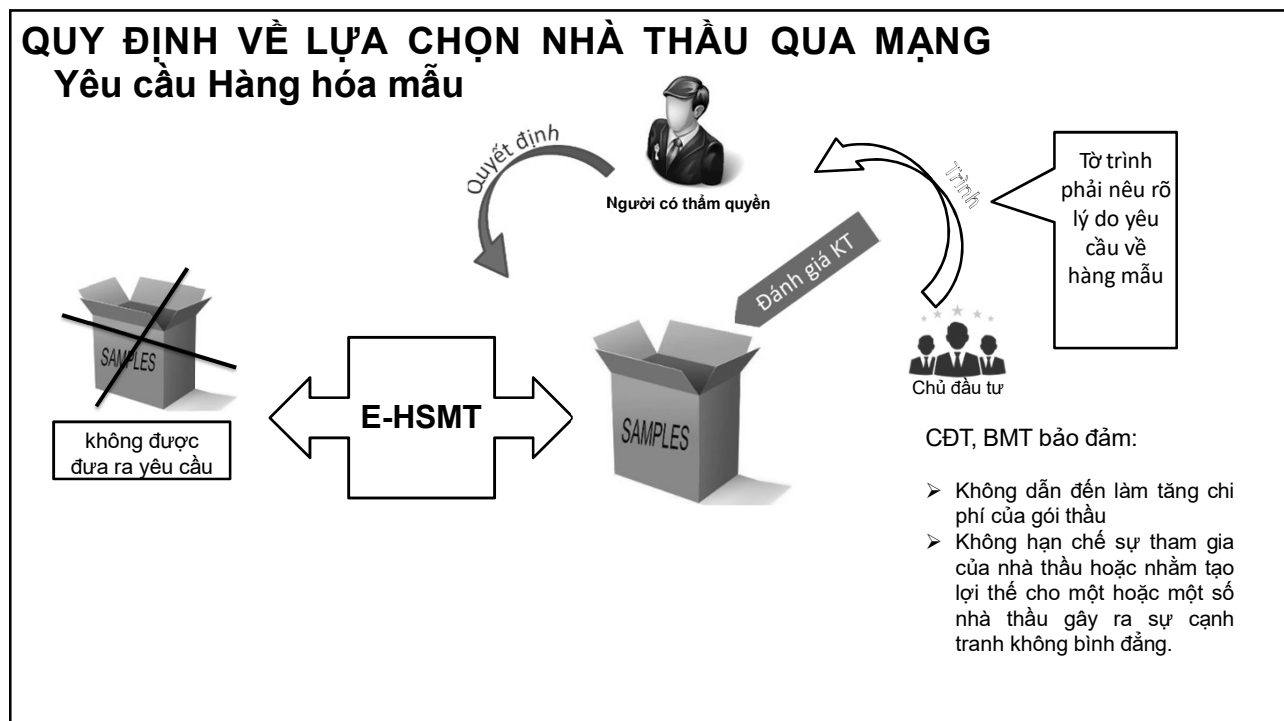 QUY ĐỊNH VỀ LỰA CHỌN NHÀ THẦU QUA MẠNG
Yêu cầu Hàng hóa mẫu
Quyết định
Người có thẩm quyền
Trình
Tờ trình
phải nêu rõ
lý do yêu
cầu về
hàng mẫu
Đánh giá KT
Chủ đầu tư
SAMPLES
không được
đưa ra yêu cầu
E-HSMT
SAMPLES
CĐT, BMT bảo đảm:
➢ Không dẫn đến làm tăng chi
phí của gói thầu
➢ Không hạn chế sự tham gia
của nhà thầu hoặc nhằm tạo
lợi thế cho một hoặc một số
nhà thầu gây ra sự cạnh
tranh không bình đẳng.